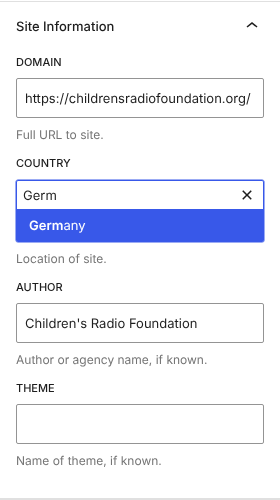 Site Information
DOMAIN
https://childrensradiofoundation.org/
Full URL to site.
COUNTRY
Germ
Germany
Location of site.
AUTHOR
Children's Radio Foundation
Author or agency name, if known.
THEME
Name of theme, if known.